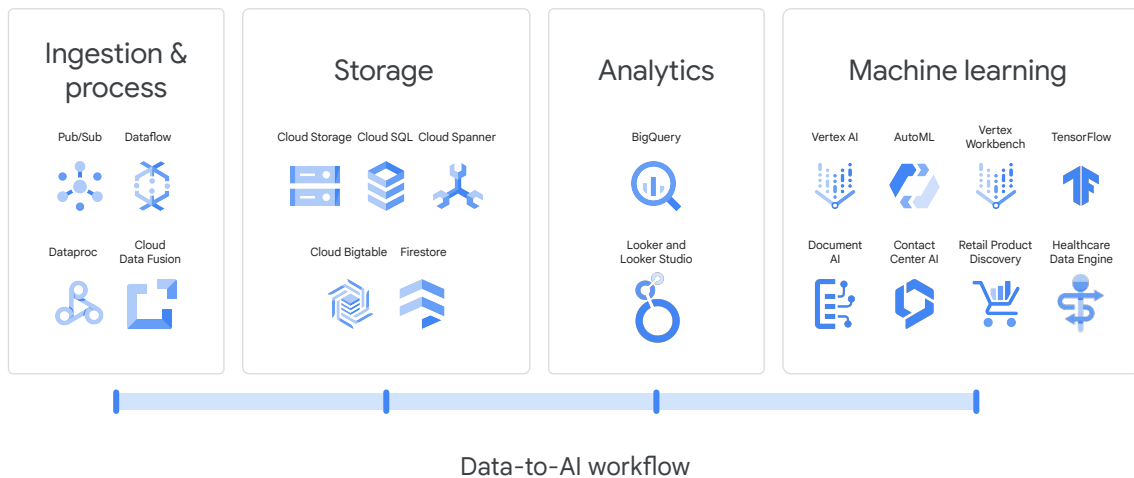 Ingestion &
process
Storage
Analytics
Machine learning
Pub/Sub
Dataflow
Dataproc
Cloud
Data Fusion
Cloud Storage
Cloud SQL
Cloud Spanner
Cloud Bigtable
Firestore
BigQuery
Looker and
Looker Studio
Vertex AI
AutoML
Vertex
Workbench
TensorFlow
Document
AI
Contact
Center AI
Retail Product
Discovery
Healthcare
Data Engine
Data-to-AI workflow